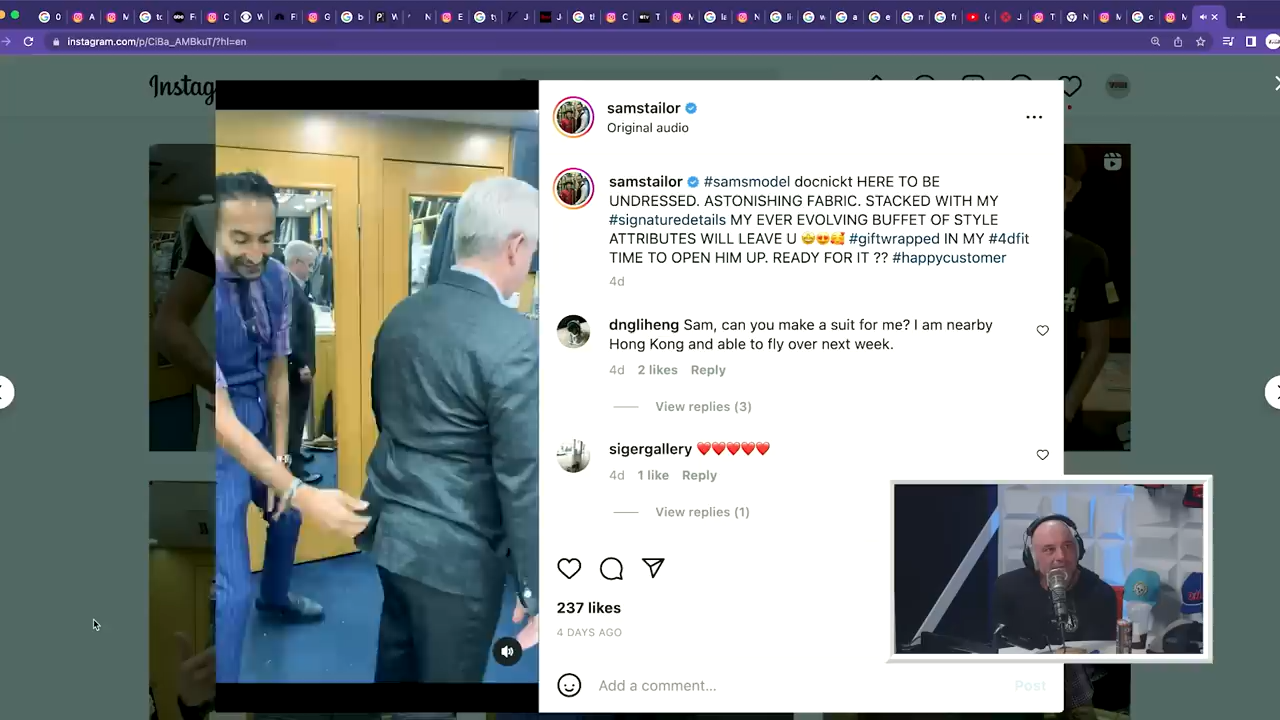 instagram.com/p/CiBa_AMBkuT/?hl=en
Instag
samstailor
Original audio
samstailor #samsmodel docnickt HERE TO BE
UNDRESSED. ASTONISHING FABRIC. STACKED WITH MY
#signaturedetails MY EVER EVOLVING BUFFET OF STYLE
ATTRIBUTES WILL LEAVE U 🤩😍🥰 #giftwrapped IN MY #4dfit
TIME TO OPEN HIM UP. READY FOR IT ?? #happycustomer
4d
dngliheng Sam, can you make a suit for me? I am nearby
Hong Kong and able to fly over next week.
4d 2 likes Reply
View replies (3)
sigergallery ❤️❤️❤️❤️❤️
4d 1 like Reply
View replies (1)
237 likes
4 DAYS AGO
Add a comment...
Post